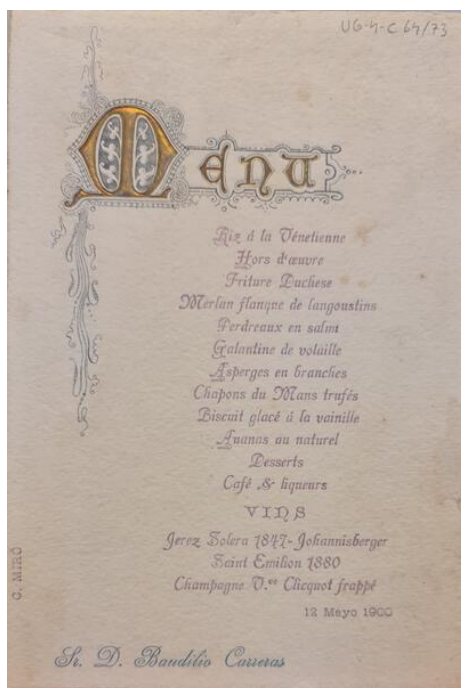 UG-4-C 64/73
Menu
Riz á la Vénetienne
Hors d'œuvre
Friture Duchese
Merlan flanqué de langoustins
Perdreaux en salmi
Galantine de volaille
Asperges en branches
Chapons du Mans trufés
Biscuit glacé á la vainille
Ananas au naturel
Desserts
Café & liqueurs
VINS
Jerez Solera 1847-Johannisberger
Saint Emilion 1880
Champagne V.ve Clicquot frappé
12 Mayo 1900
C. MIRÓ
Sr. D. Baudilio Carreras